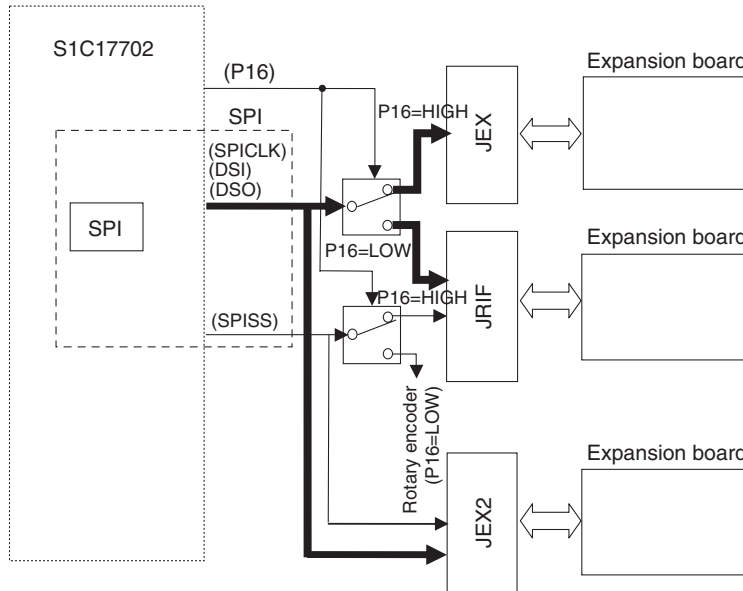 S1C17702
(P16)
SPI
(SPICLK)
(DSI)
(DSO)
SPI
(SPISS)
P16=HIGH
P16=LOW
P16=HIGH
Rotary encoder
(P16=LOW)
JEX
Expansion board
JRIF
Expansion board
JEX2
Expansion board